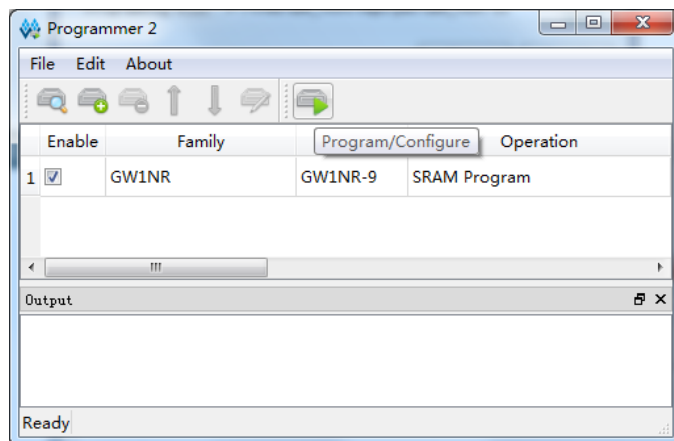 Programmer 2
File Edit About
Enable Family Program/Configure Operation
1 GW1NR GW1NR-9 SRAM Program
Output
Ready